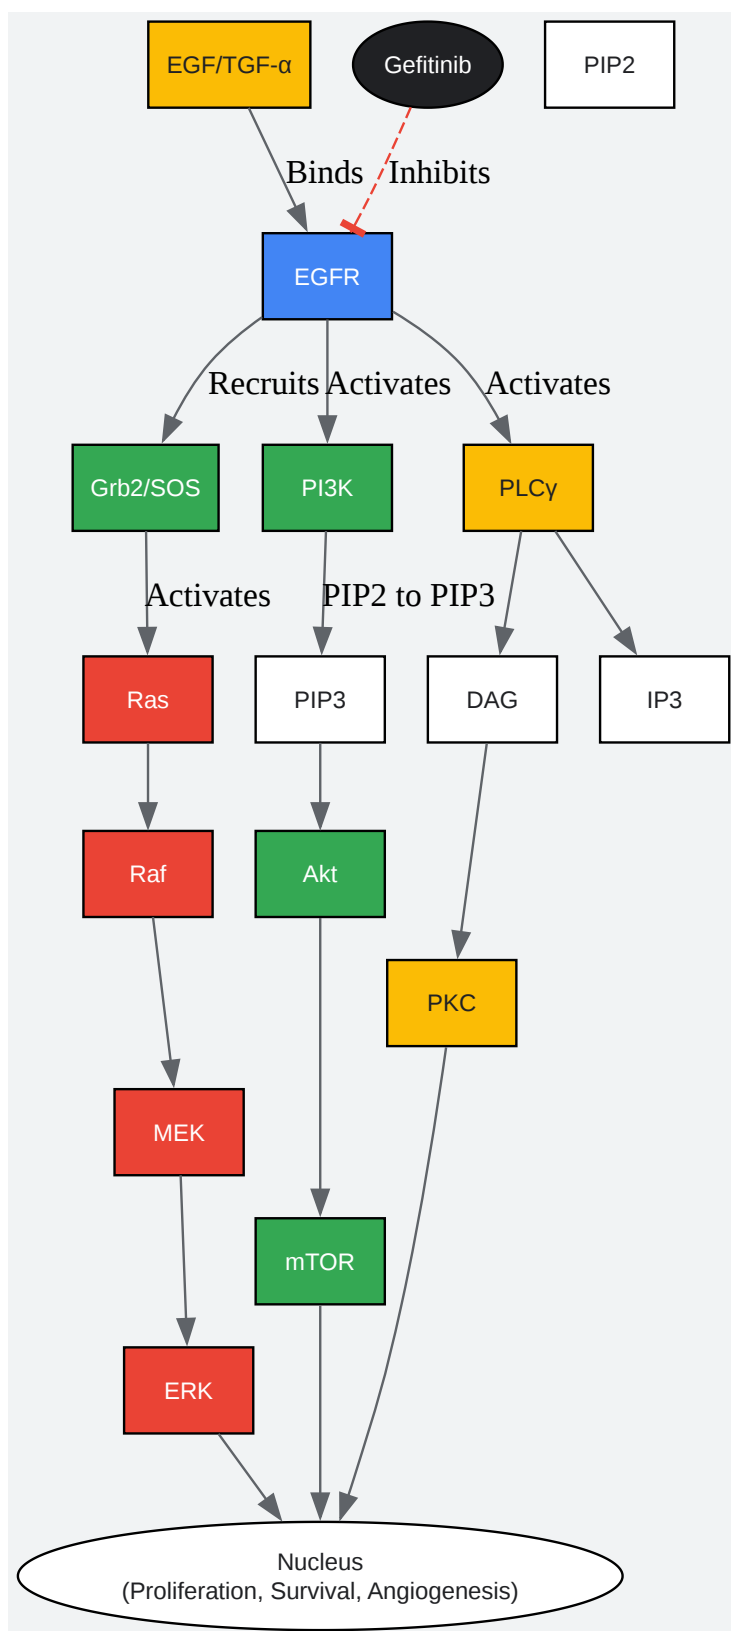 EGF/TGF-α
Gefitinib
PIP2
Binds
Inhibits
EGFR
Recruits
Activates
Activates
Grb2/SOS
PI3K
PLCγ
Activates
PIP2 to PIP3
Ras
PIP3
DAG
IP3
Raf
Akt
PKC
MEK
mTOR
ERK
Nucleus
(Proliferation, Survival, Angiogenesis)